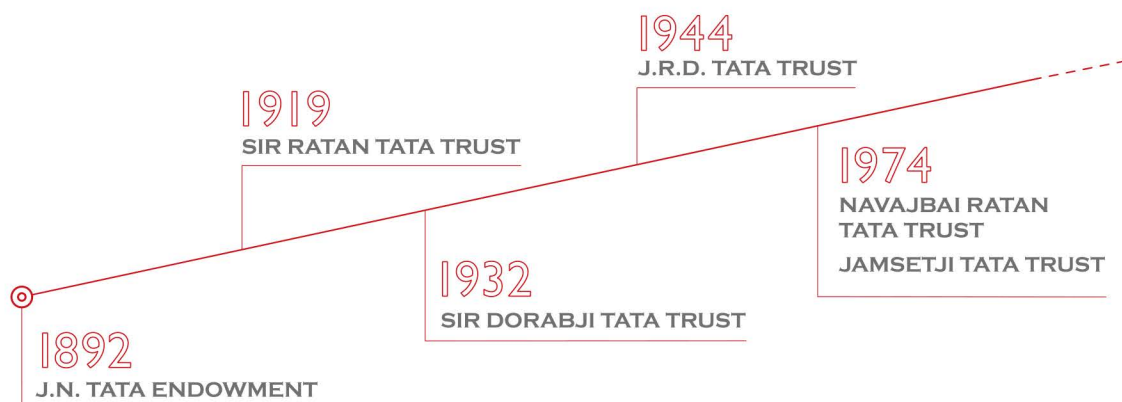 1892
J.N. TATA ENDOWMENT
1919
SIR RATAN TATA TRUST
1932
SIR DORABJI TATA TRUST
1944
J.R.D. TATA TRUST
1974
NAVAJBAI RATAN
TATA TRUST
JAMSETJI TATA TRUST